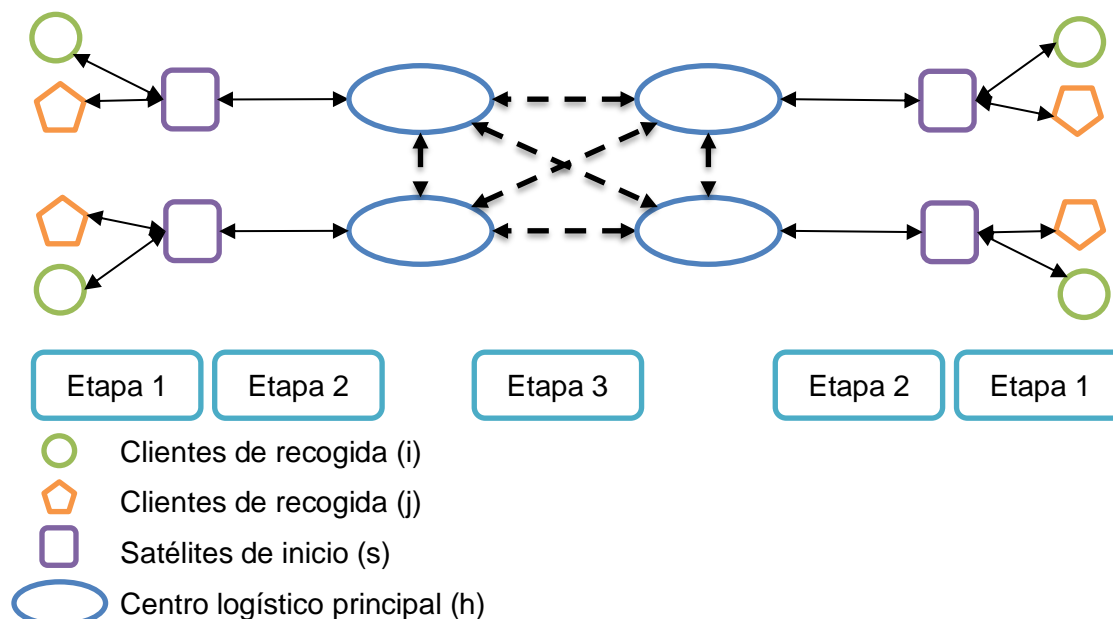 Etapa 1
Etapa 2
Etapa 3
Etapa 2
Etapa 1
Clientes de recogida (i)
Clientes de recogida (j)
Satélites de inicio (s)
Centro logístico principal (h)